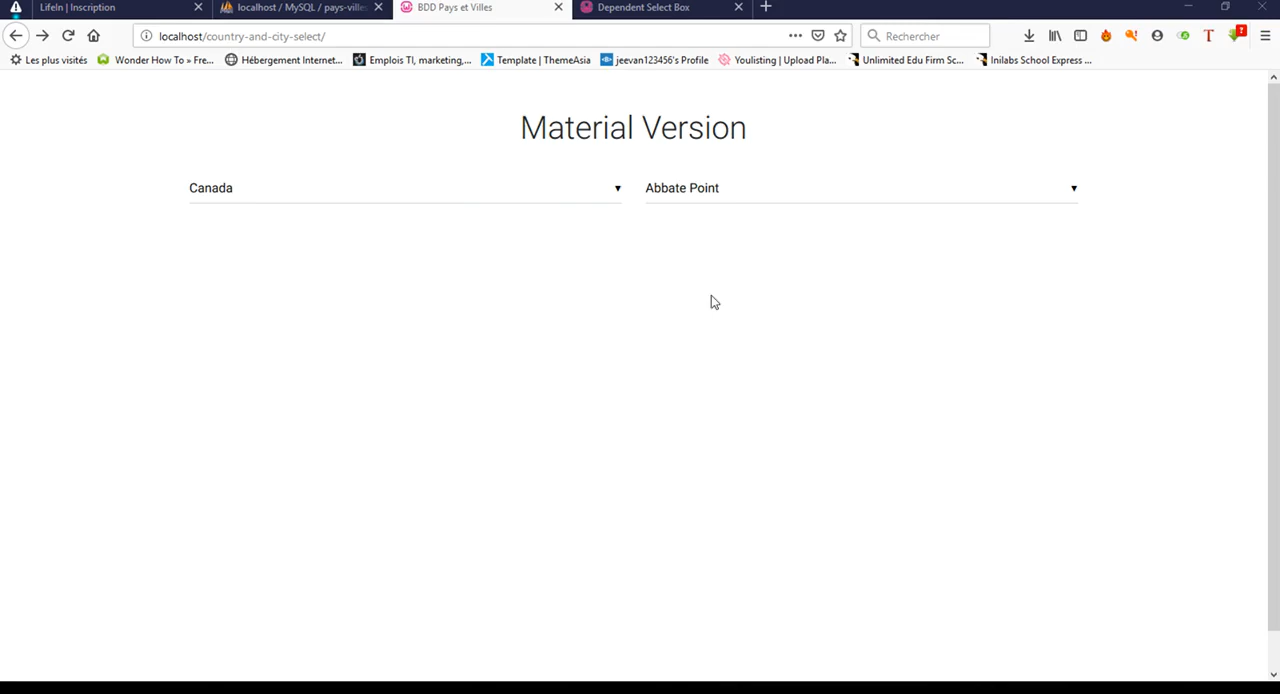 LifeIn | Inscription
localhost / MySQL / pays-villes
BDD Pays et Villes
Dependent Select Box
localhost/country-and-city-select/
Rechercher
Les plus visités
Wonder How To » Fre...
Hébergement Internet...
Emplois TI, marketing,...
Template | ThemeAsia
jeevan123456's Profile
Youlisting | Upload Pla...
Unlimited Edu Firm Sc...
Inilabs School Express ...
Material Version
Canada
Abbate Point